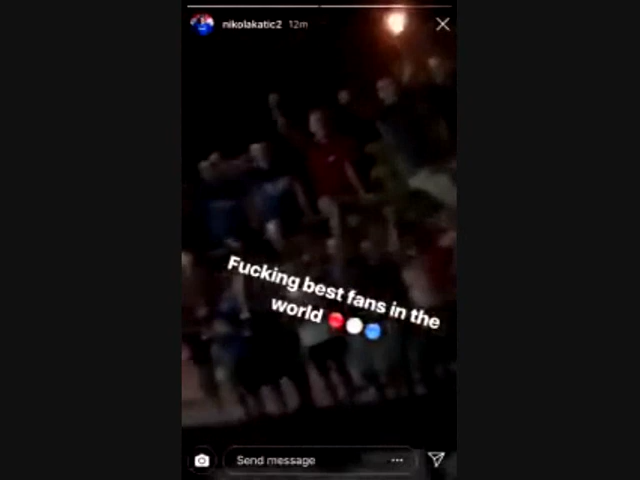 nikolakatic2 12m
Fucking best fans in the
world
Send message